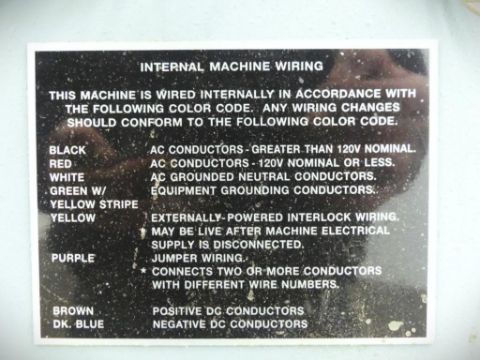 INTERNAL MACHINE WIRING
THIS MACHINE IS WIRED INTERNALLY IN ACCORDANCE WITH
THE FOLLOWING COLOR CODE. ANY WIRING CHANGES
SHOULD CONFORM TO THE FOLLOWING COLOR CODE.
BLACK AC CONDUCTORS - GREATER THAN 120V NOMINAL.
RED AC CONDUCTORS - 120V NOMINAL OR LESS.
WHITE AC GROUNDED NEUTRAL CONDUCTORS.
GREEN W/ EQUIPMENT GROUNDING CONDUCTORS.
YELLOW STRIPE
YELLOW EXTERNALLY-POWERED INTERLOCK WIRING.
* MAY BE LIVE AFTER MACHINE ELECTRICAL
SUPPLY IS DISCONNECTED.
PURPLE JUMPER WIRING.
* CONNECTS TWO OR MORE CONDUCTORS
WITH DIFFERENT WIRE NUMBERS.
BROWN POSITIVE DC CONDUCTORS
DK. BLUE NEGATIVE DC CONDUCTORS